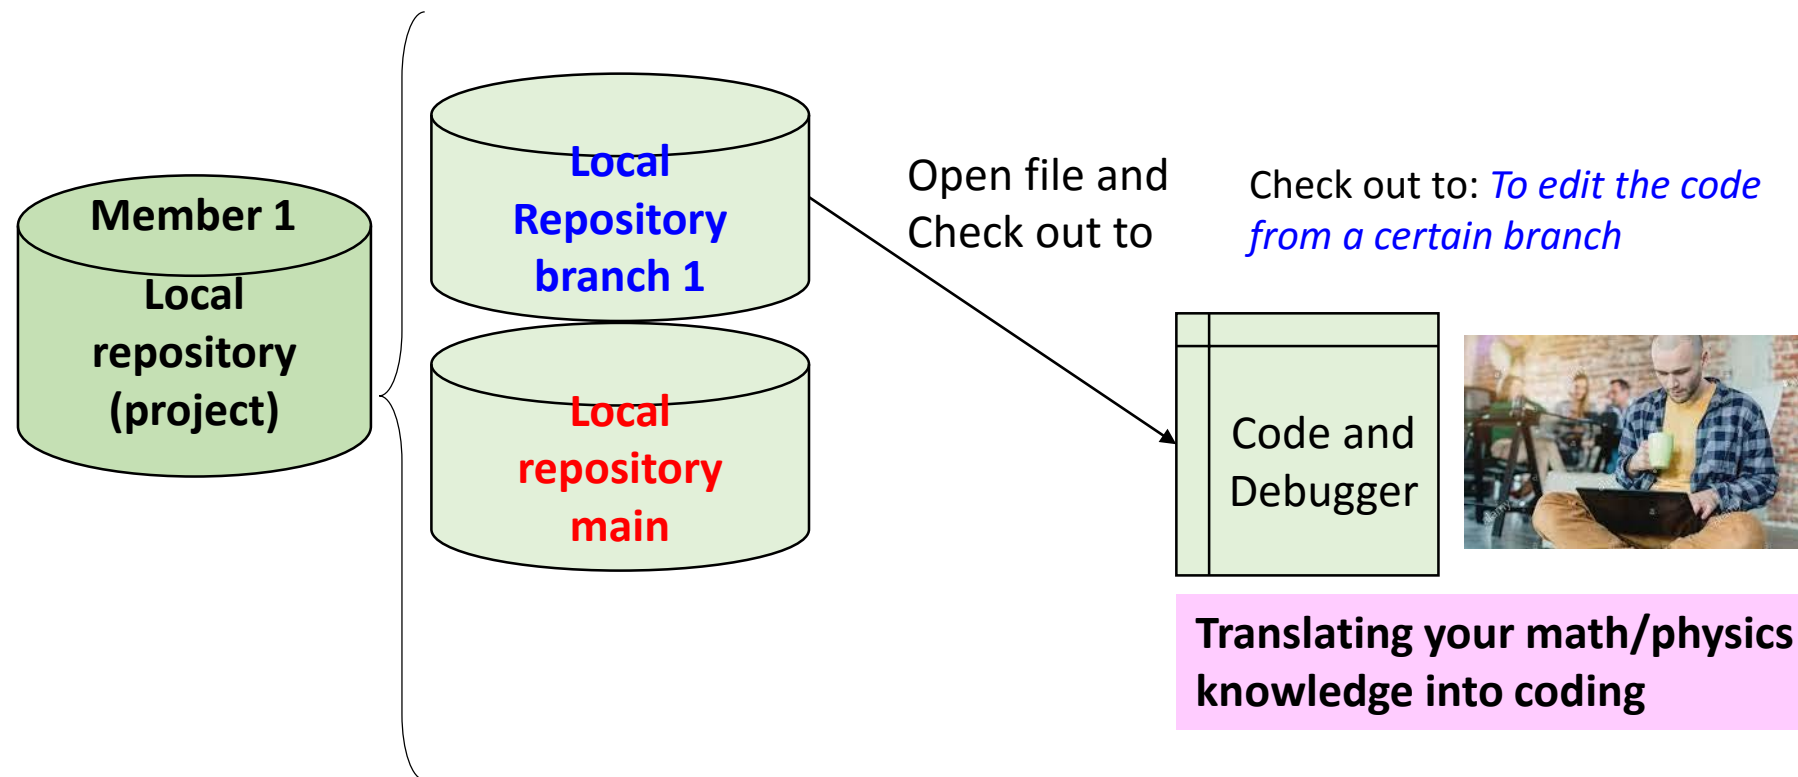 Member 1
Local
repository
(project)
Local
Repository
branch 1
Local
repository
main
Open file and
Check out to
Check out to: To edit the code
from a certain branch
Code and
Debugger
Translating your math/physics
knowledge into coding